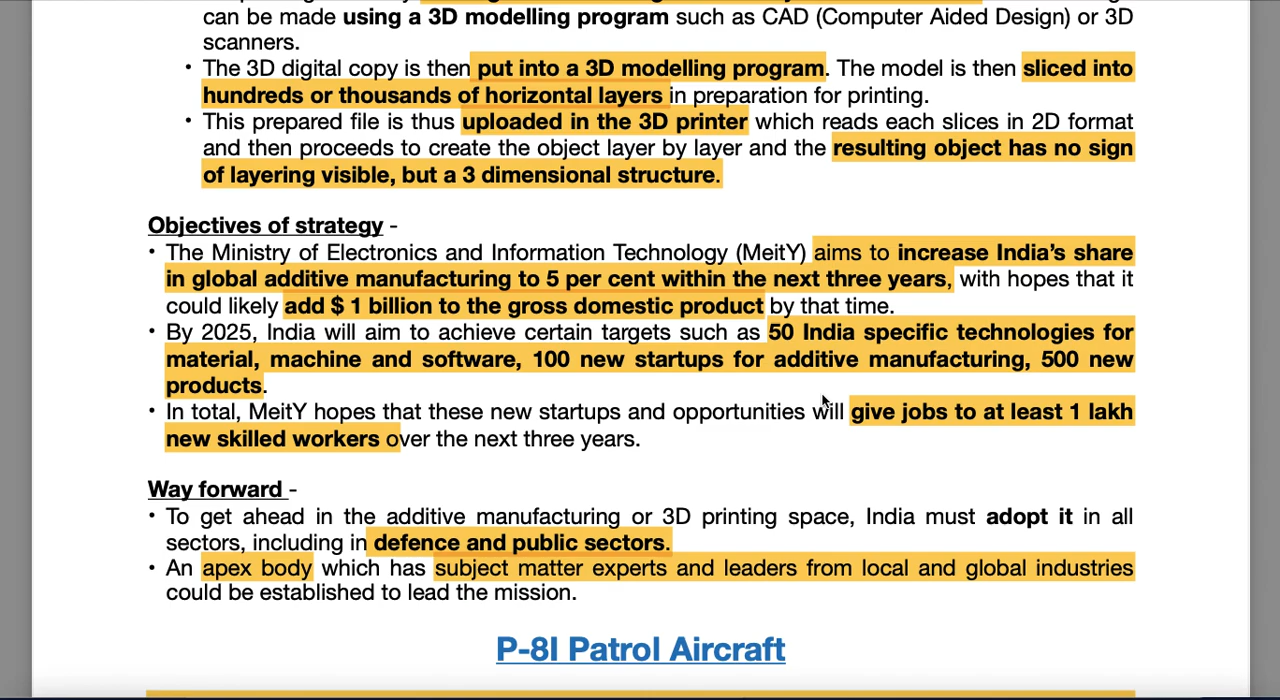 can be made using a 3D modelling program such as CAD (Computer Aided Design) or 3D
scanners.
• The 3D digital copy is then put into a 3D modelling program. The model is then sliced into
hundreds or thousands of horizontal layers in preparation for printing.
• This prepared file is thus uploaded in the 3D printer which reads each slices in 2D format
and then proceeds to create the object layer by layer and the resulting object has no sign
of layering visible, but a 3 dimensional structure.
Objectives of strategy -
• The Ministry of Electronics and Information Technology (MeitY) aims to increase India’s share
in global additive manufacturing to 5 per cent within the next three years, with hopes that it
could likely add $ 1 billion to the gross domestic product by that time.
• By 2025, India will aim to achieve certain targets such as 50 India specific technologies for
material, machine and software, 100 new startups for additive manufacturing, 500 new
products.
• In total, MeitY hopes that these new startups and opportunities will give jobs to at least 1 lakh
new skilled workers over the next three years.
Way forward -
• To get ahead in the additive manufacturing or 3D printing space, India must adopt it in all
sectors, including in defence and public sectors.
• An apex body which has subject matter experts and leaders from local and global industries
could be established to lead the mission.
P-8I Patrol Aircraft